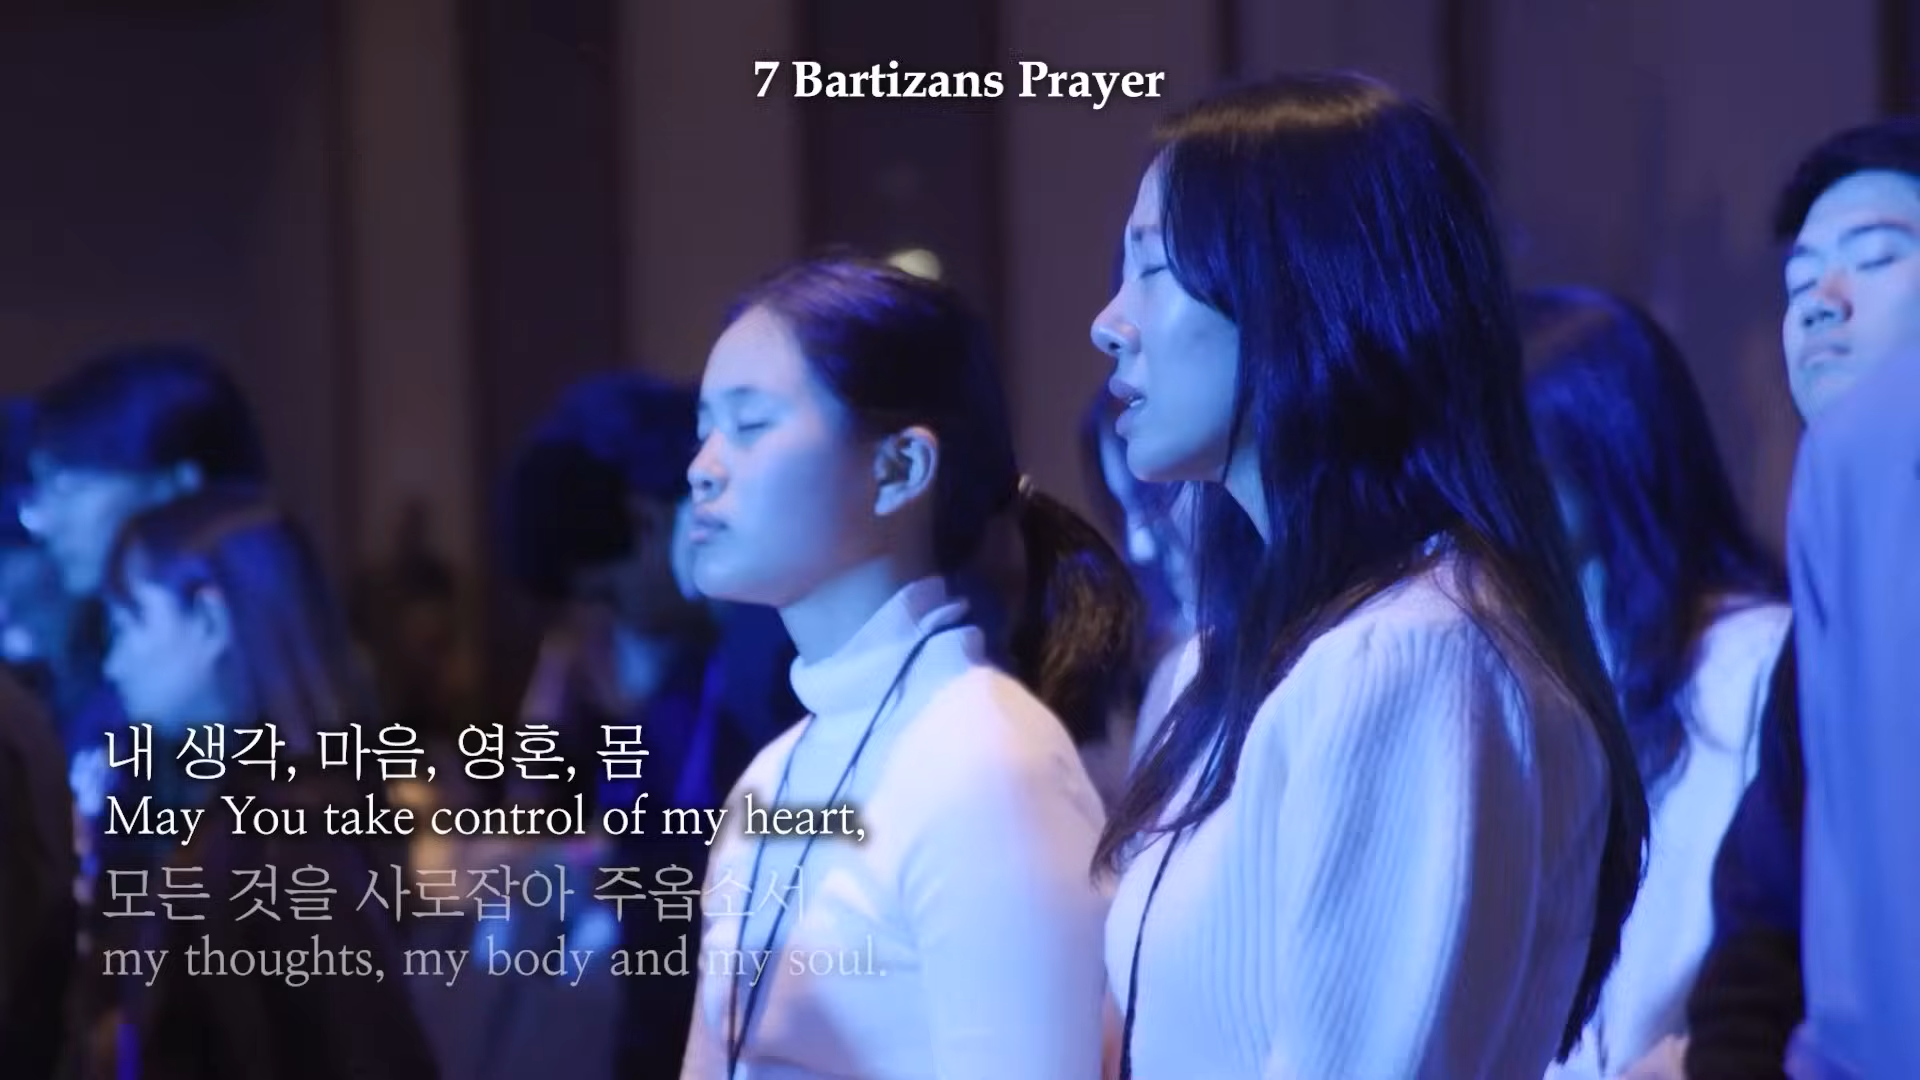 7 Bartizans Prayer
내 생각, 마음, 영혼, 몸
May You take control of my heart,
모든 것을 사로잡아 주옵소서
my thoughts, my body and my soul.